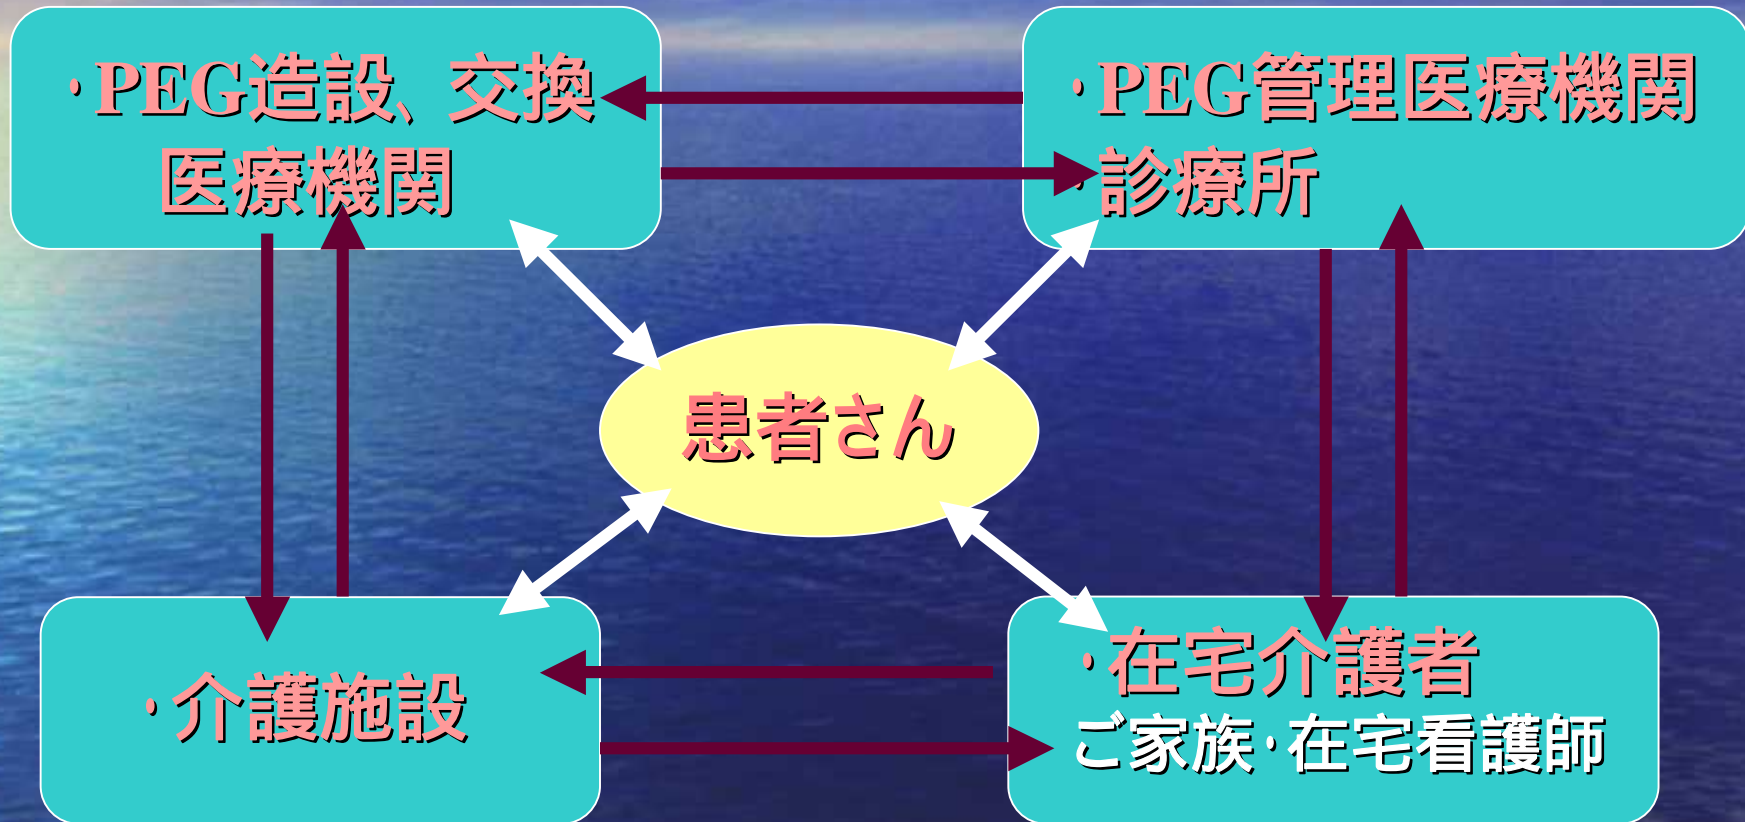 ・PEG造設、交換
医療機関
・PEG管理医療機関
・診療所
患者さん
・介護施設
・在宅介護者
ご家族・在宅看護師